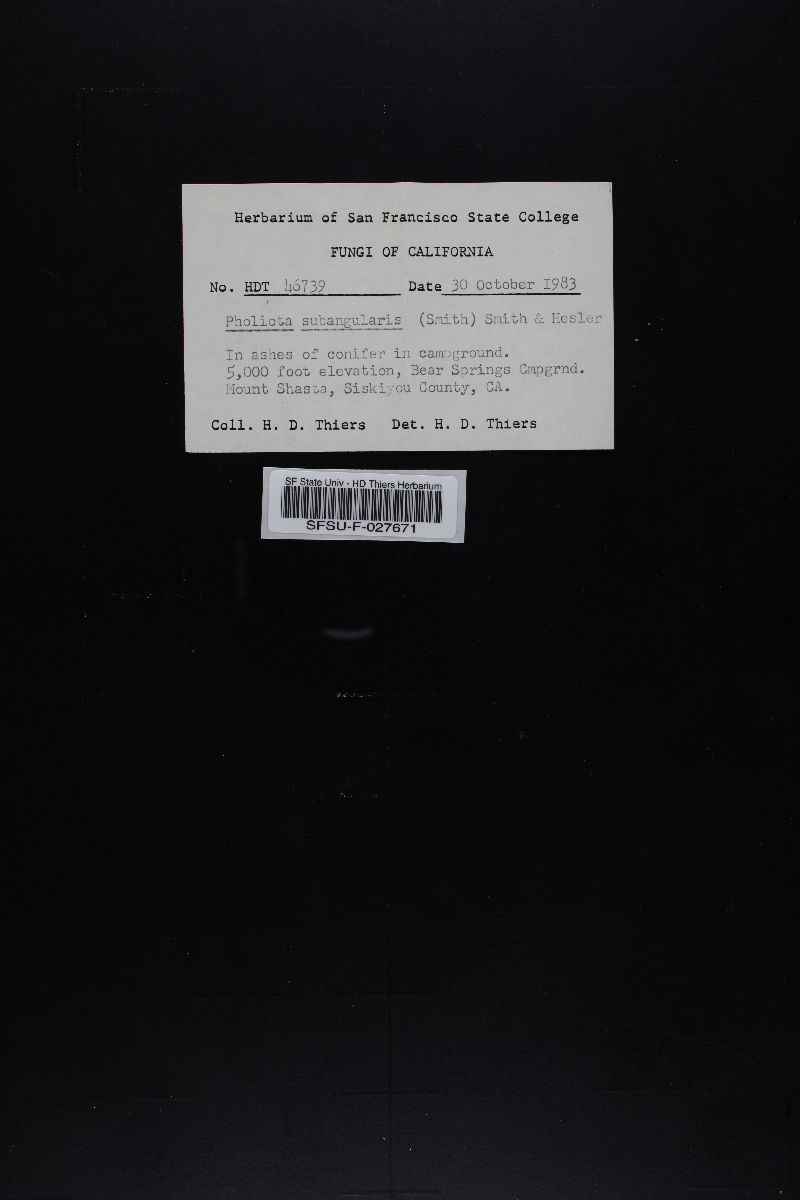 Herbarium of San Francisco State College
FUNGI OF CALIFORNIA
No. HDT 46739 Date 30 October 1983
Pholiota subangularis (Smith) Smith & Hesler
In ashes of conifer in campground.
5,000 foot elevation, Bear Springs Cmpgrnd.
Mount Shasta, Siskiyou County, CA.
Coll. H. D. Thiers Det. H. D. Thiers
SF State Univ - HD Thiers Herbarium
SFSU-F-027671